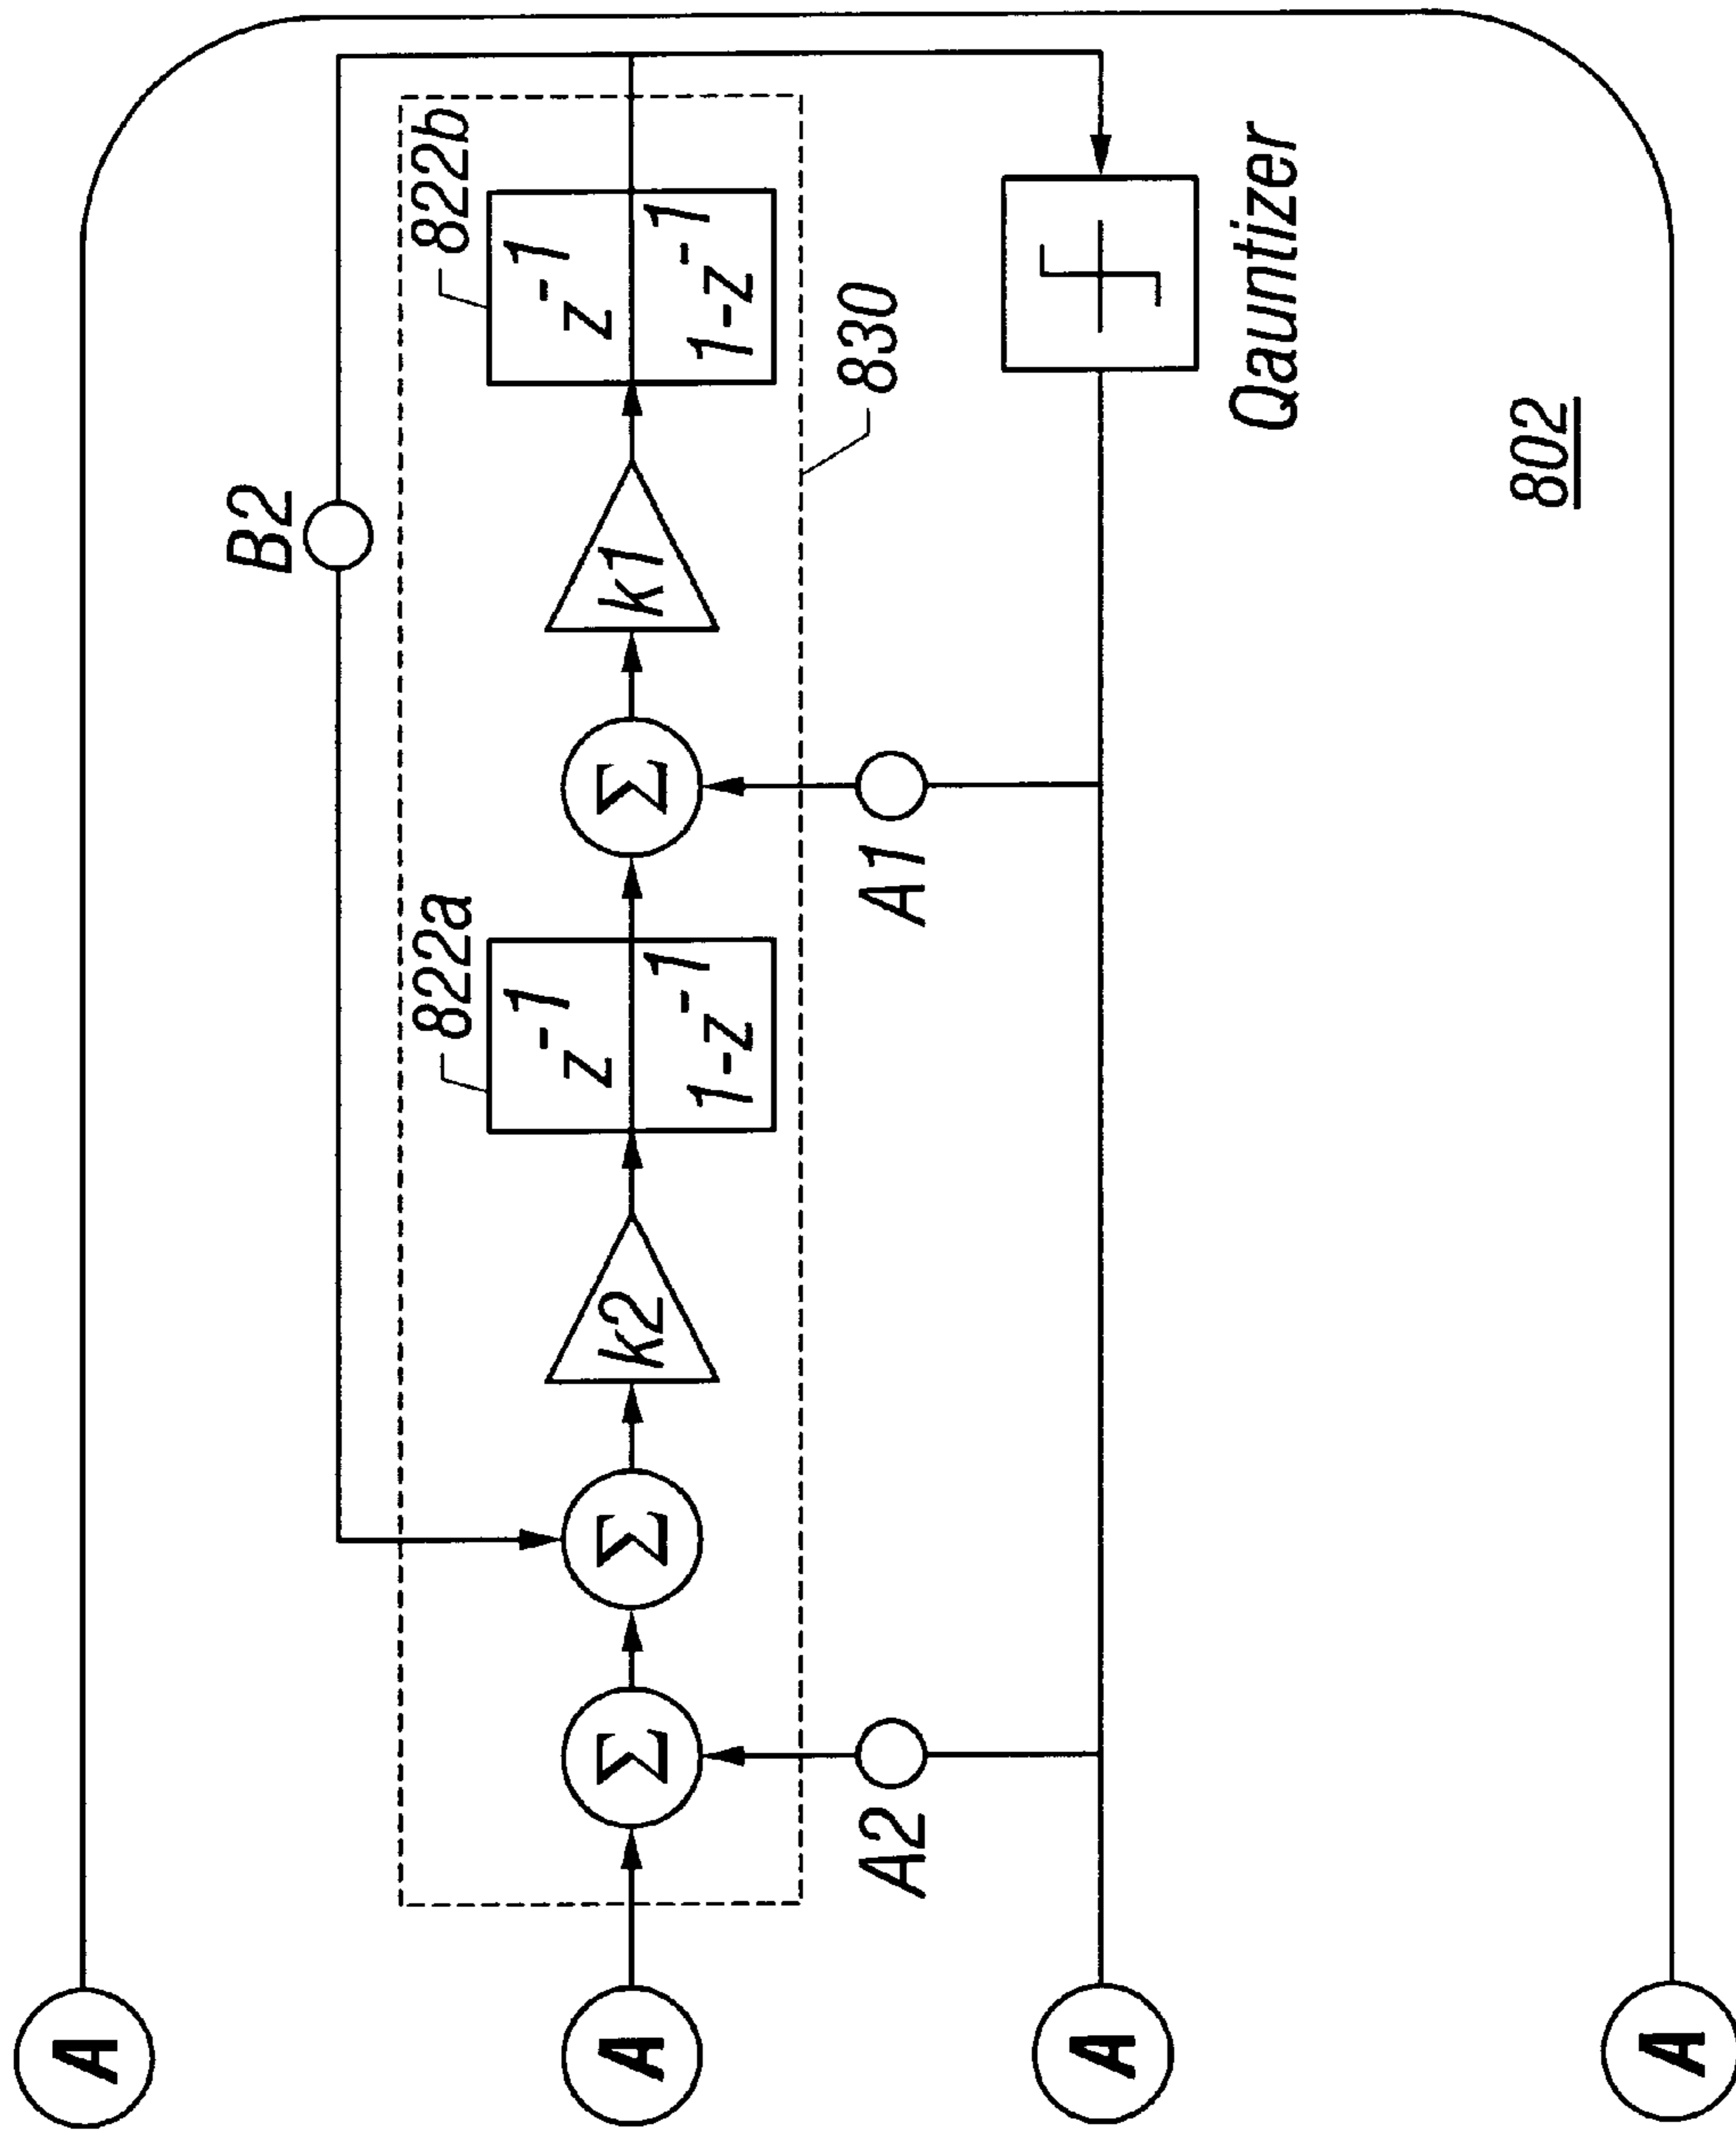 A
B2
822a
822b
A
Σ
Σ
k2
z⁻¹
1-z⁻¹
Σ
k1
z⁻¹
1-z⁻¹
830
A2
A1
A
Qauntizer
802
A